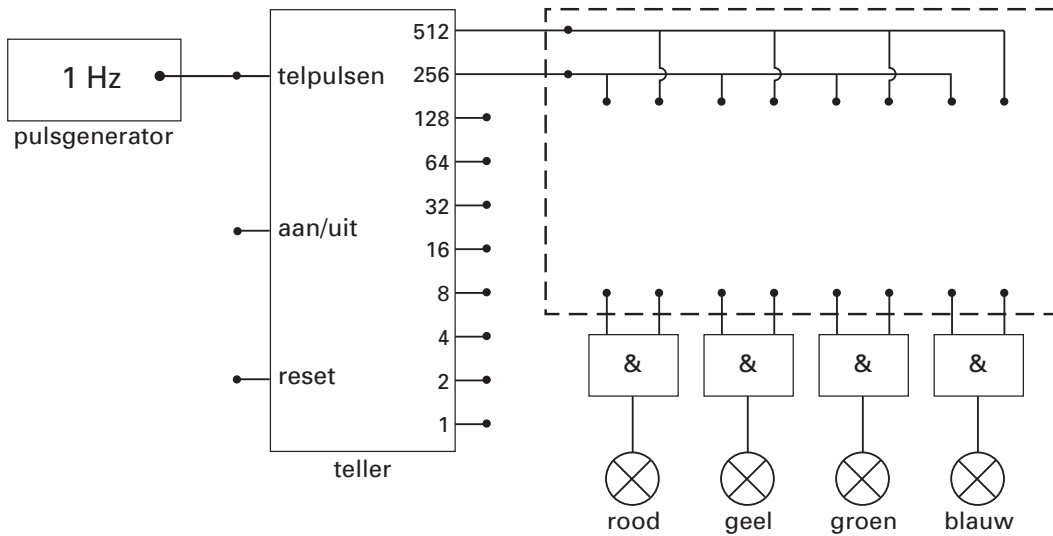 512
1 Hz
telpulsen
256
pulsgenerator
128
64
32
aan/uit
16
8
4
reset
2
1
teller
& & & &
rood geel groen blauw